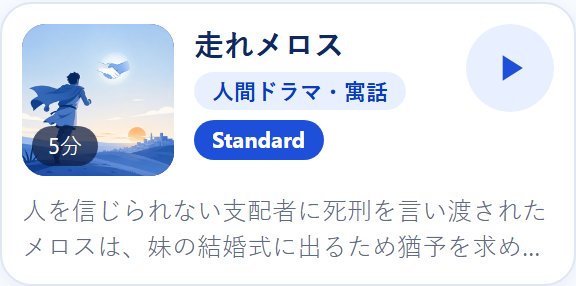 走れメロス
人間ドラマ・寓話
Standard
5分
人を信じられない支配者に死刑を言い渡された
メロスは、妹の結婚式に出るため猶予を求め...